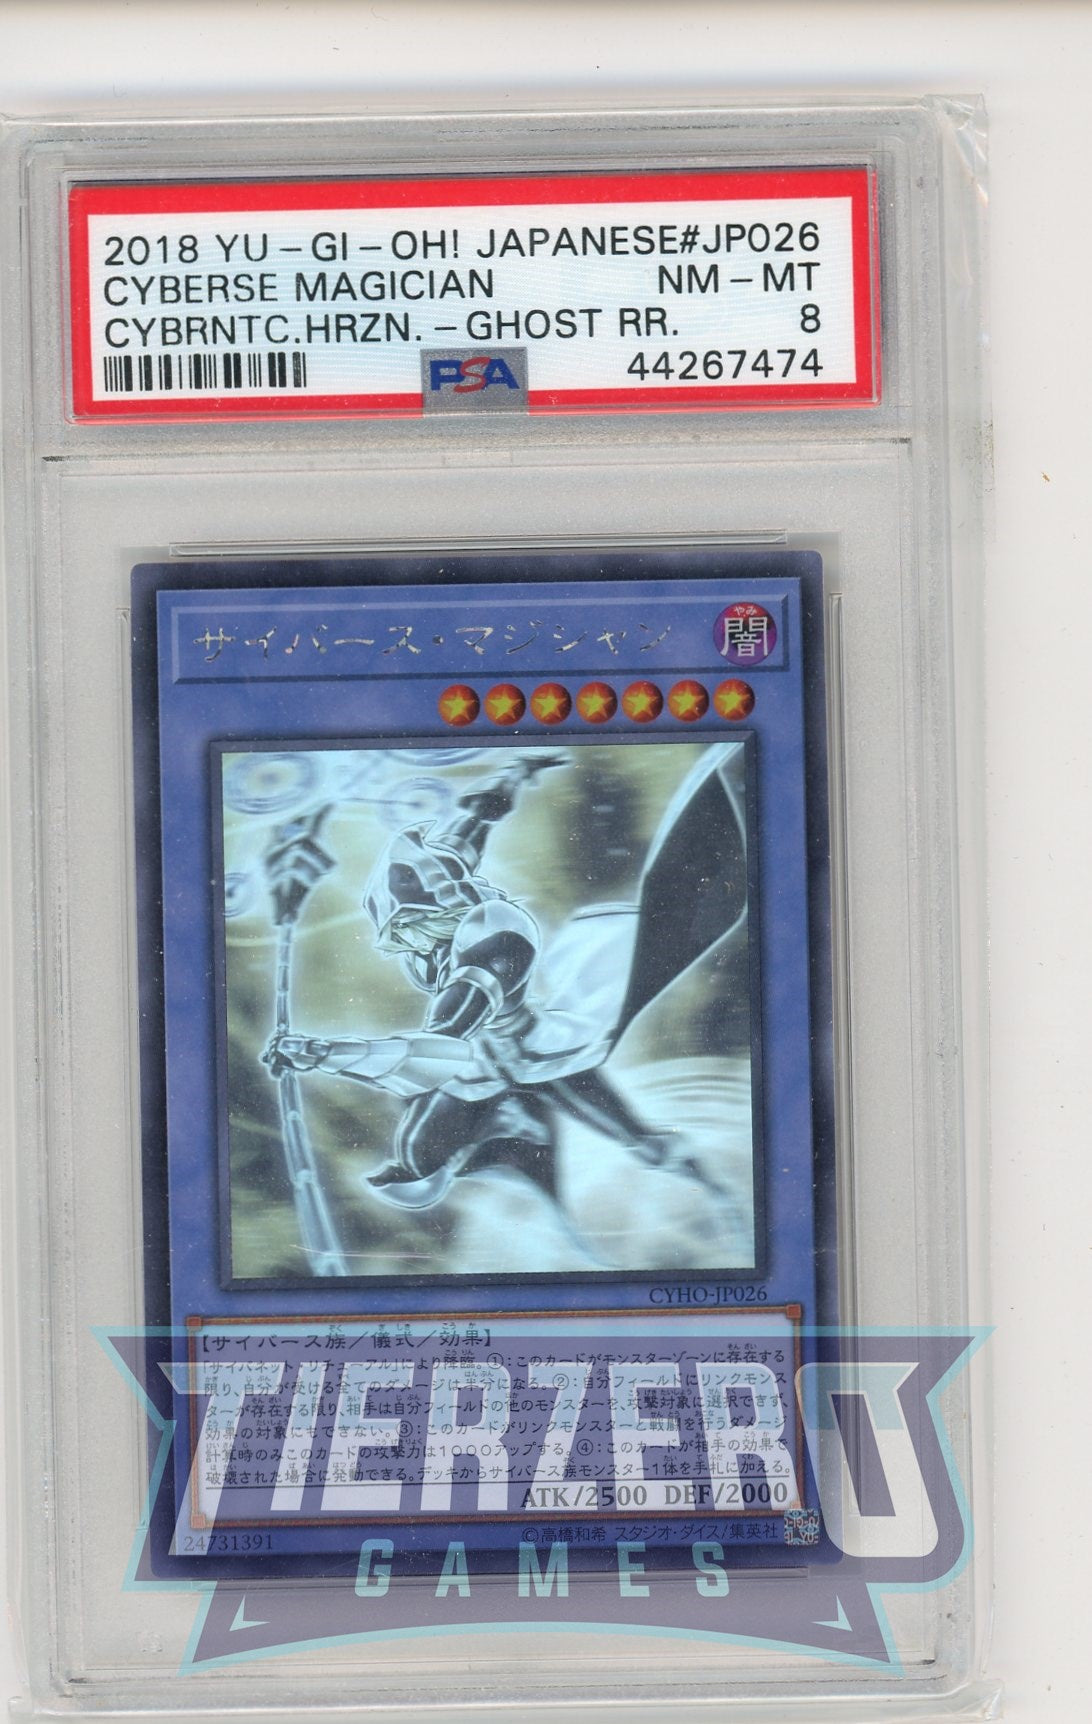 2018 YU-GI-OH! JAPANESE#JP026
CYBERSE MAGICIAN NM-MT
CYBRNTC.HRZN.-GHOST RR. 8
PSA 44267474
サイバース・マジシャン 闇
CYHO-JP026
【サイバース族／儀式／効果】
「サイバネット・リチューアル」により降臨。①：このカードがモンスターゾーンに存在する
限り、自分が受ける全てのダメージは半分になる。②：自分フィールドにリンクモンス
ターが存在する限り、相手は自分フィールドの他のモンスターを、攻撃対象に選択できず、
効果の対象にもできない。③：このカードがリンクモンスターと戦闘を行うダメージ
計算時のみこのカードの攻撃力は1000アップする。④：このカードが相手の効果で
破壊された場合に発動できる。デッキからサイバース族モンスター1体を手札に加える。
ATK/2500 DEF/2000
24731391 ©高橋和希 スタジオ・ダイス/集英社
TIERZERO
GAMES